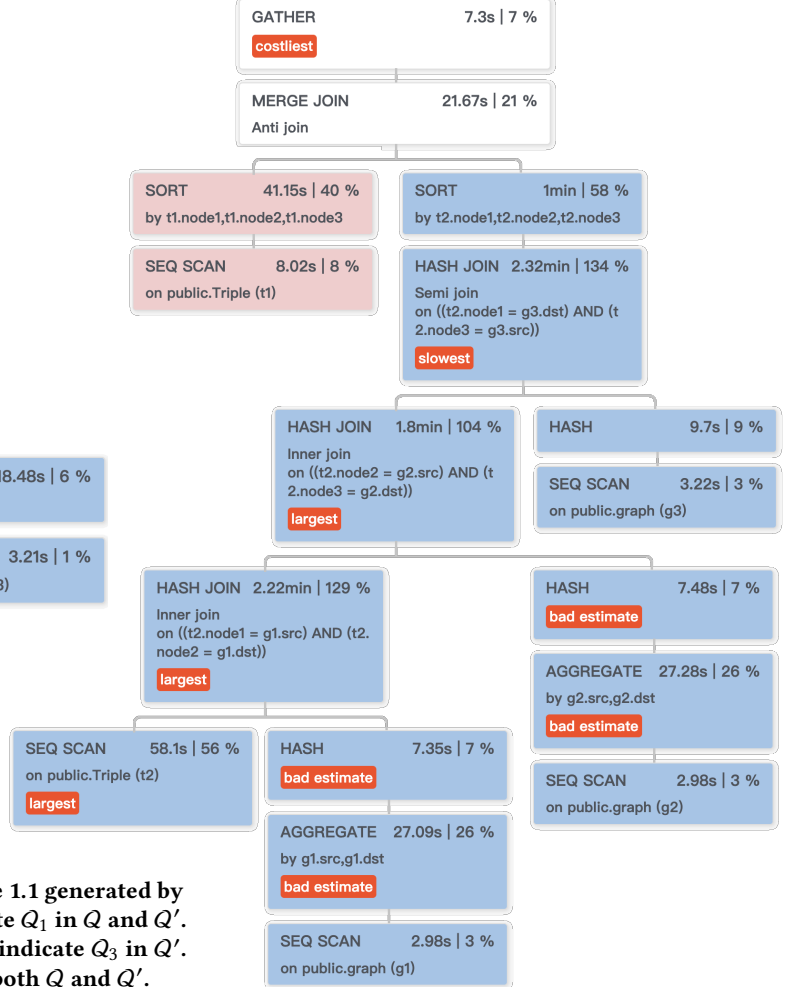 GATHER 7.3s | 7 %
costliest
MERGE JOIN 21.67s | 21 %
Anti join
SORT 41.15s | 40 %
by t1.node1,t1.node2,t1.node3
SORT 1min | 58 %
by t2.node1,t2.node2,t2.node3
SEQ SCAN 8.02s | 8 %
on public.Triple (t1)
HASH JOIN 2.32min | 134 %
Semi join
on ((t2.node1 = g3.dst) AND (t
2.node3 = g3.src))
slowest
HASH JOIN 1.8min | 104 %
Inner join
on ((t2.node2 = g2.src) AND (t
2.node3 = g2.dst))
largest
HASH 9.7s | 9 %
SEQ SCAN 3.22s | 3 %
on public.graph (g3)
8.48s | 6 %
3.21s | 1 %
HASH JOIN 2.22min | 129 %
Inner join
on ((t2.node1 = g1.src) AND (t2.
node2 = g1.dst))
largest
HASH 7.48s | 7 %
bad estimate
AGGREGATE 27.28s | 26 %
by g2.src,g2.dst
bad estimate
SEQ SCAN 2.98s | 3 %
on public.graph (g2)
SEQ SCAN 58.1s | 56 %
on public.Triple (t2)
largest
HASH 7.35s | 7 %
bad estimate
AGGREGATE 27.09s | 26 %
by g1.src,g1.dst
bad estimate
SEQ SCAN 2.98s | 3 %
on public.graph (g1)
1.1 generated by
Q₁ in Q and Q′.
indicate Q₃ in Q′.
both Q and Q′.